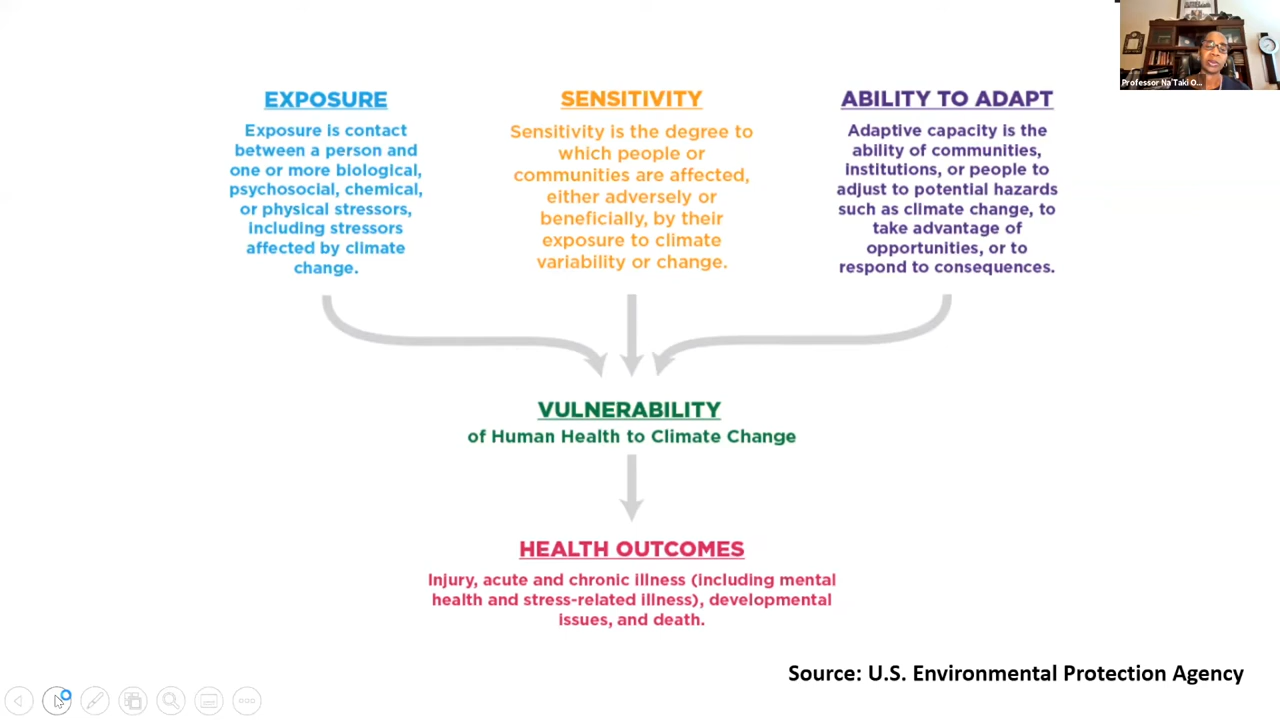 EXPOSURE
Exposure is contact
between a person and
one or more biological,
psychosocial, chemical,
or physical stressors,
including stressors
affected by climate
change.
SENSITIVITY
Sensitivity is the degree to
which people or
communities are affected,
either adversely or
beneficially, by their
exposure to climate
variability or change.
ABILITY TO ADAPT
Adaptive capacity is the
ability of communities,
institutions, or people to
adjust to potential hazards
such as climate change, to
take advantage of
opportunities, or to
respond to consequences.
VULNERABILITY
of Human Health to Climate Change
HEALTH OUTCOMES
Injury, acute and chronic illness (including mental
health and stress-related illness), developmental
issues, and death.
Source: U.S. Environmental Protection Agency
Professor Na'Taki O...